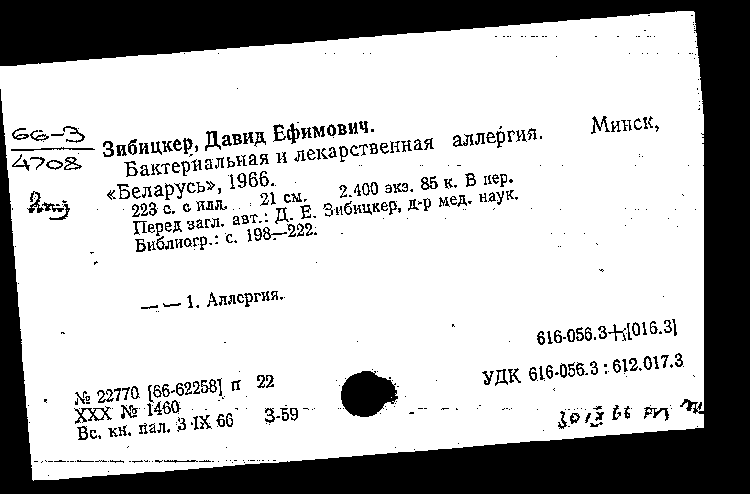 66-3
4708
Зибицкер, Давид Ефимович.
Бактериальная и лекарственная аллергия. Минск,
«Беларусь», 1966.
223 с. с илл. 21 см. 2.400 экз. 85 к. В пер.
Перед загл. авт.: Д. Е. Зибицкер, д-р мед. наук.
Библиогр.: с. 198—222.
— — 1. Аллергия.
616-056.3+[016.3]
№ 22770 [66-62258] п 22
УДК 616-056.3 : 612.017.3
XXX № 1460
Вс. кн. пал. 3 IX 66 З-59